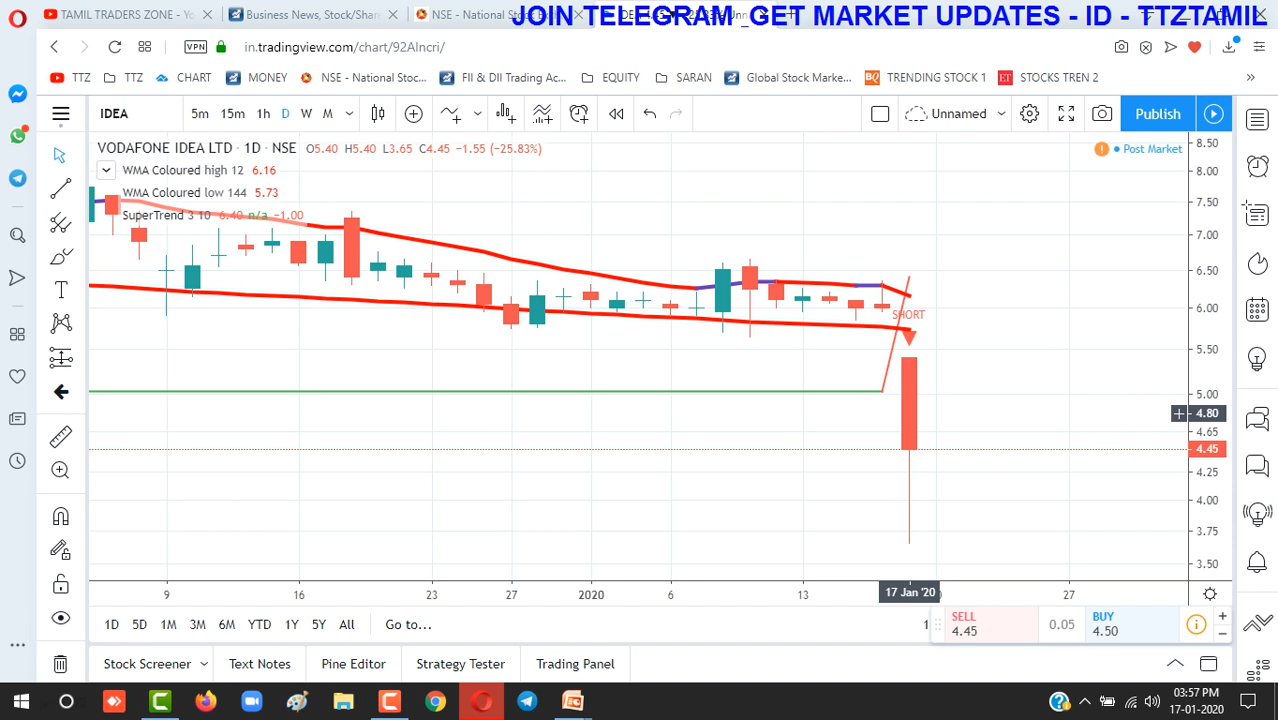 JOIN TELEGRAM GET MARKET UPDATES - ID - TTZTAMIL
TAMIL TRADERS ZONE - Yo
Business News, Stock/Shar
NSE - National Stock Ex
VPN
in.tradingview.com/chart/92AIncri/
TTZ
TTZ
CHART
MONEY
NSE - National Stoc...
FII & DII Trading Ac...
EQUITY
SARAN
Global Stock Marke...
BQ
TRENDING STOCK 1
ET
STOCKS TREN 2
IDEA
5m 15m 1h D W M
Unnamed
Publish
VODAFONE IDEA LTD · 1D · NSE O5.40 H5.40 L3.65 C4.45 −1.55 (−25.83%)
Post Market
WMA Coloured high 12 6.16
WMA Coloured low 144 5.73
SuperTrend 3 10 6.40 n/a −1.00
SHORT
8.50
8.00
7.50
7.00
6.50
6.00
5.50
5.00
4.80
4.65
4.45
4.25
4.00
3.75
3.50
9 16 23 27 2020 6 13 17 Jan '20 27
1D 5D 1M 3M 6M YTD 1Y 5Y All Go to...
SELL
4.45
0.05
BUY
4.50
Stock Screener Text Notes Pine Editor Strategy Tester Trading Panel
03:57 PM
17-01-2020